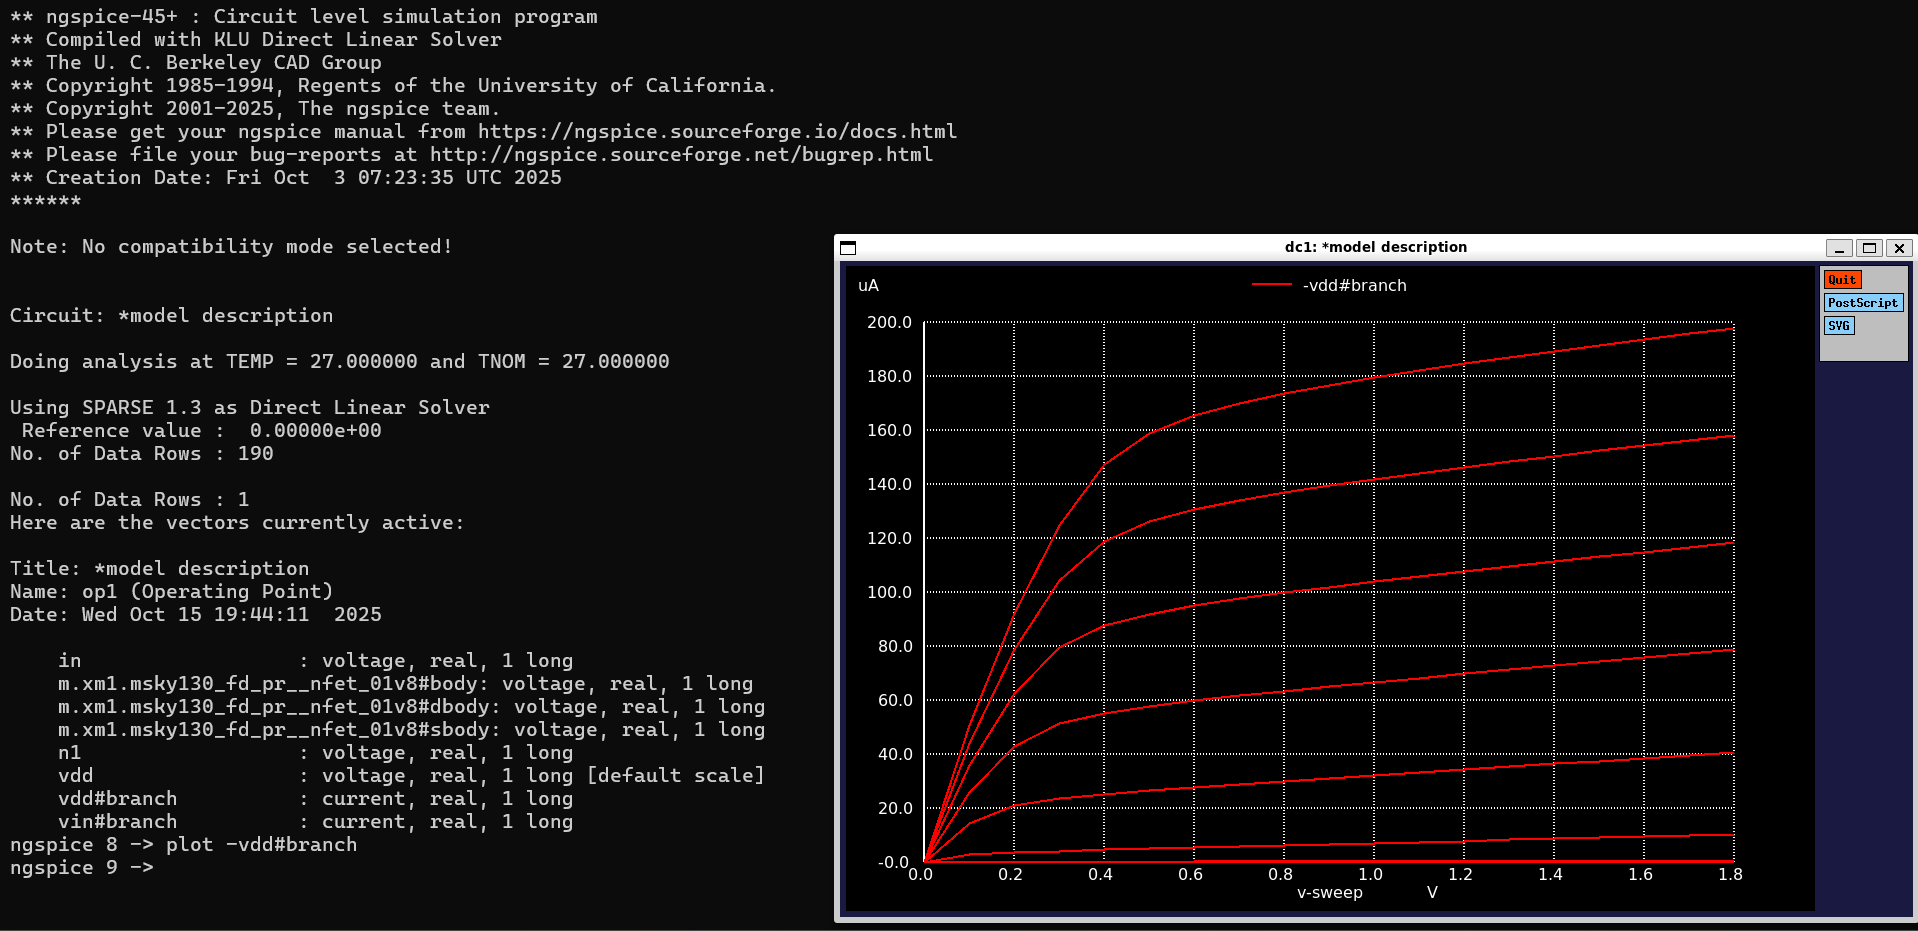 ** ngspice-45+ : Circuit level simulation program
** Compiled with KLU Direct Linear Solver
** The U. C. Berkeley CAD Group
** Copyright 1985-1994, Regents of the University of California.
** Copyright 2001-2025, The ngspice team.
** Please get your ngspice manual from https://ngspice.sourceforge.io/docs.html
** Please file your bug-reports at http://ngspice.sourceforge.net/bugrep.html
** Creation Date: Fri Oct  3 07:23:35 UTC 2025
******
Note: No compatibility mode selected!
Circuit: *model description
Doing analysis at TEMP = 27.000000 and TNOM = 27.000000
Using SPARSE 1.3 as Direct Linear Solver
 Reference value :  0.00000e+00
No. of Data Rows : 190
No. of Data Rows : 1
Here are the vectors currently active:
Title: *model description
Name: op1 (Operating Point)
Date: Wed Oct 15 19:44:11  2025
    in                  : voltage, real, 1 long
    m.xm1.msky130_fd_pr__nfet_01v8#body: voltage, real, 1 long
    m.xm1.msky130_fd_pr__nfet_01v8#dbody: voltage, real, 1 long
    m.xm1.msky130_fd_pr__nfet_01v8#sbody: voltage, real, 1 long
    n1                  : voltage, real, 1 long
    vdd                 : voltage, real, 1 long [default scale]
    vdd#branch          : current, real, 1 long
    vin#branch          : current, real, 1 long
ngspice 8 -> plot -vdd#branch
ngspice 9 ->
dc1: *model description
uA
-vdd#branch
Quit
PostScript
SVG
200.0
180.0
160.0
140.0
120.0
100.0
80.0
60.0
40.0
20.0
-0.0
0.0 0.2 0.4 0.6 0.8 1.0 1.2 1.4 1.6 1.8
v-sweep V